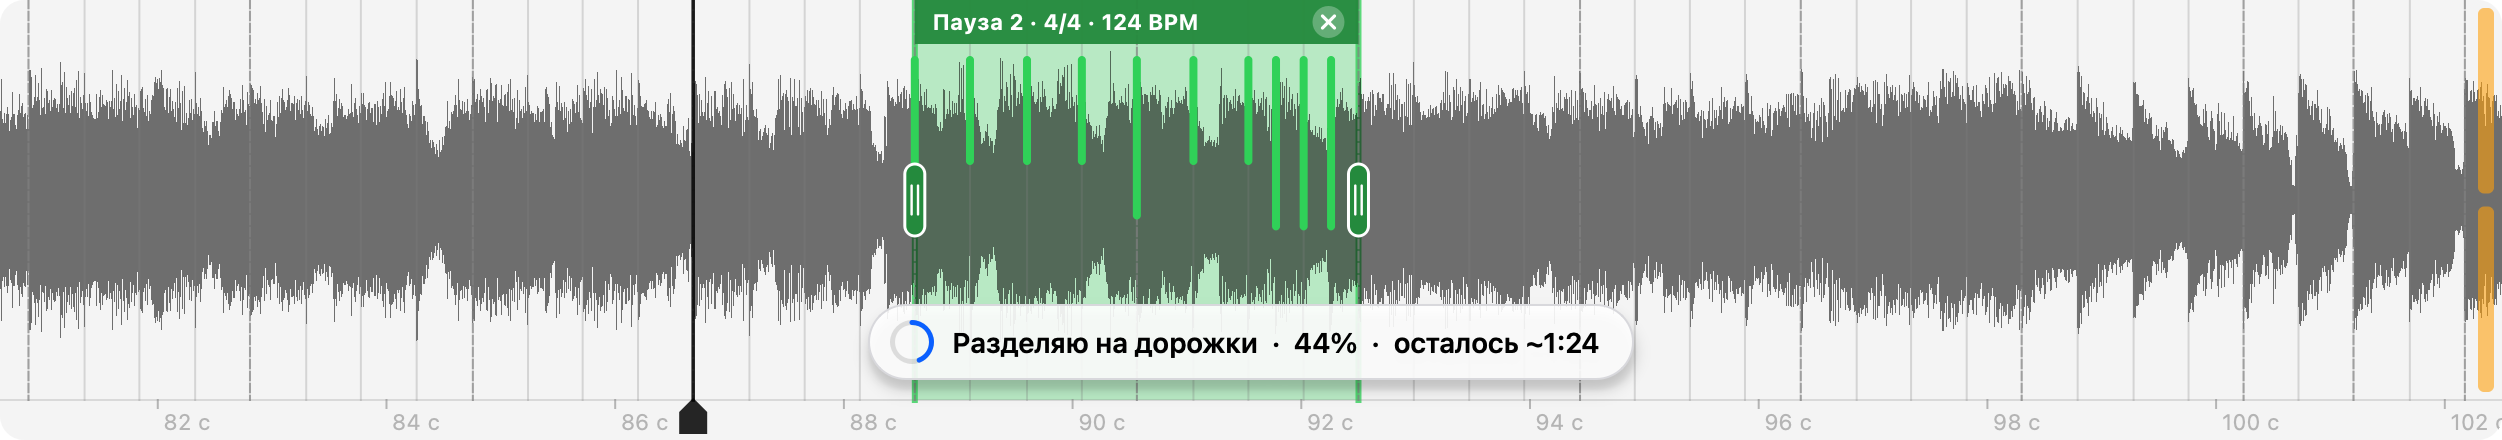 Пауза 2 · 4/4 · 124 BPM
Разделяю на дорожки · 44% · осталось ~1:24
82 с
84 с
86 с
88 с
90 с
92 с
94 с
96 с
98 с
100 с
102 с